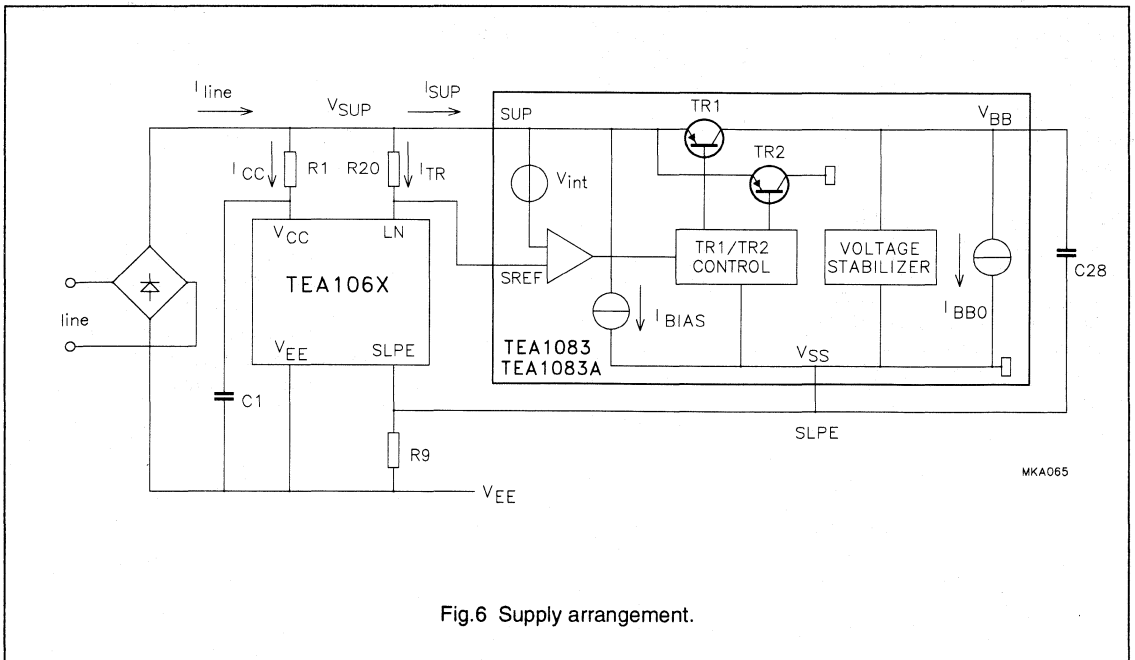 I line
V SUP
I SUP
SUP
TR1
V BB
TR2
I CC
R1
R20
I TR
V int
V CC
LN
TEA106X
SREF
TR1/TR2
CONTROL
VOLTAGE
STABILIZER
C28
line
I BIAS
I BBO
V EE
SLPE
TEA1083
TEA1083A
V SS
C1
SLPE
R9
MKA065
V EE
Fig.6 Supply arrangement.